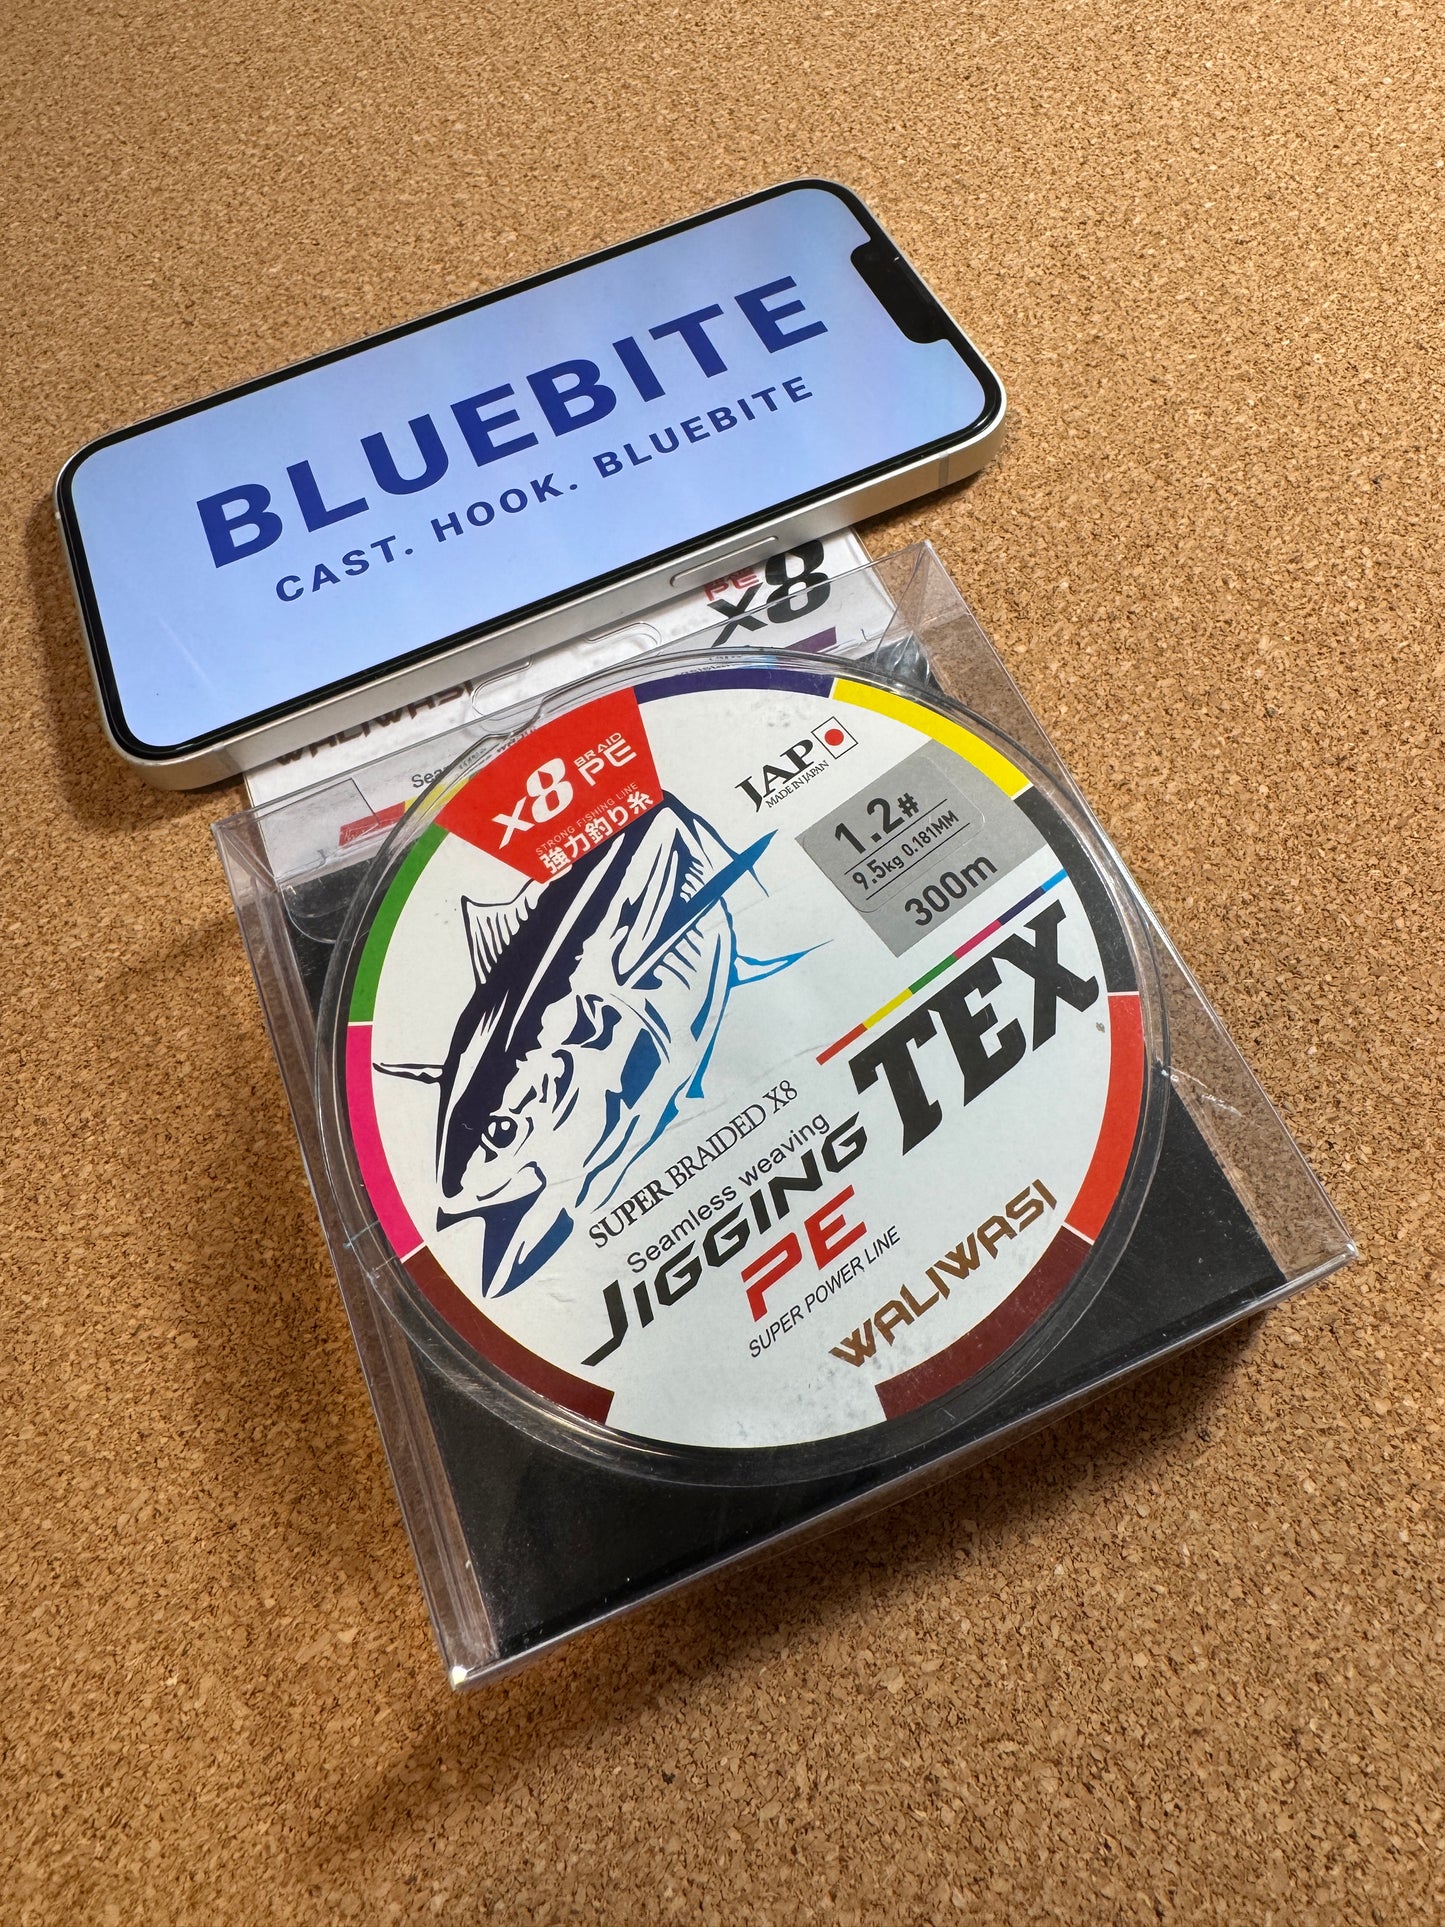 BLUEBITE
CAST. HOOK. BLUEBITE
PE
X8
WALIWASI
X8
BRAID
PE
STRONG FISHING LINE
強力釣り糸
JAP
MADE IN JAPAN
1.2#
9.5kg 0.181MM
300m
TEX
SUPER BRAIDED X8
Seamless weaving
JIGGING
PE
SUPER POWER LINE
WALIWASI